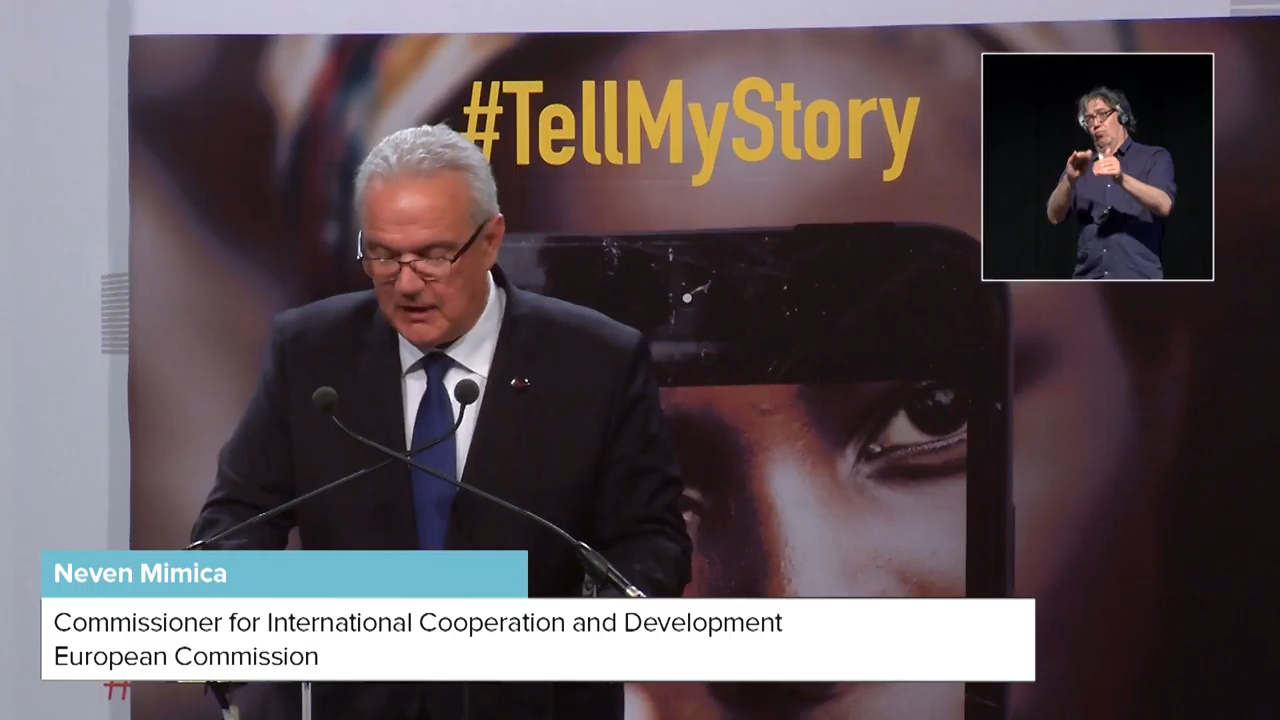 #TellMyStory
Neven Mimica
Commissioner for International Cooperation and Development
European Commission
#